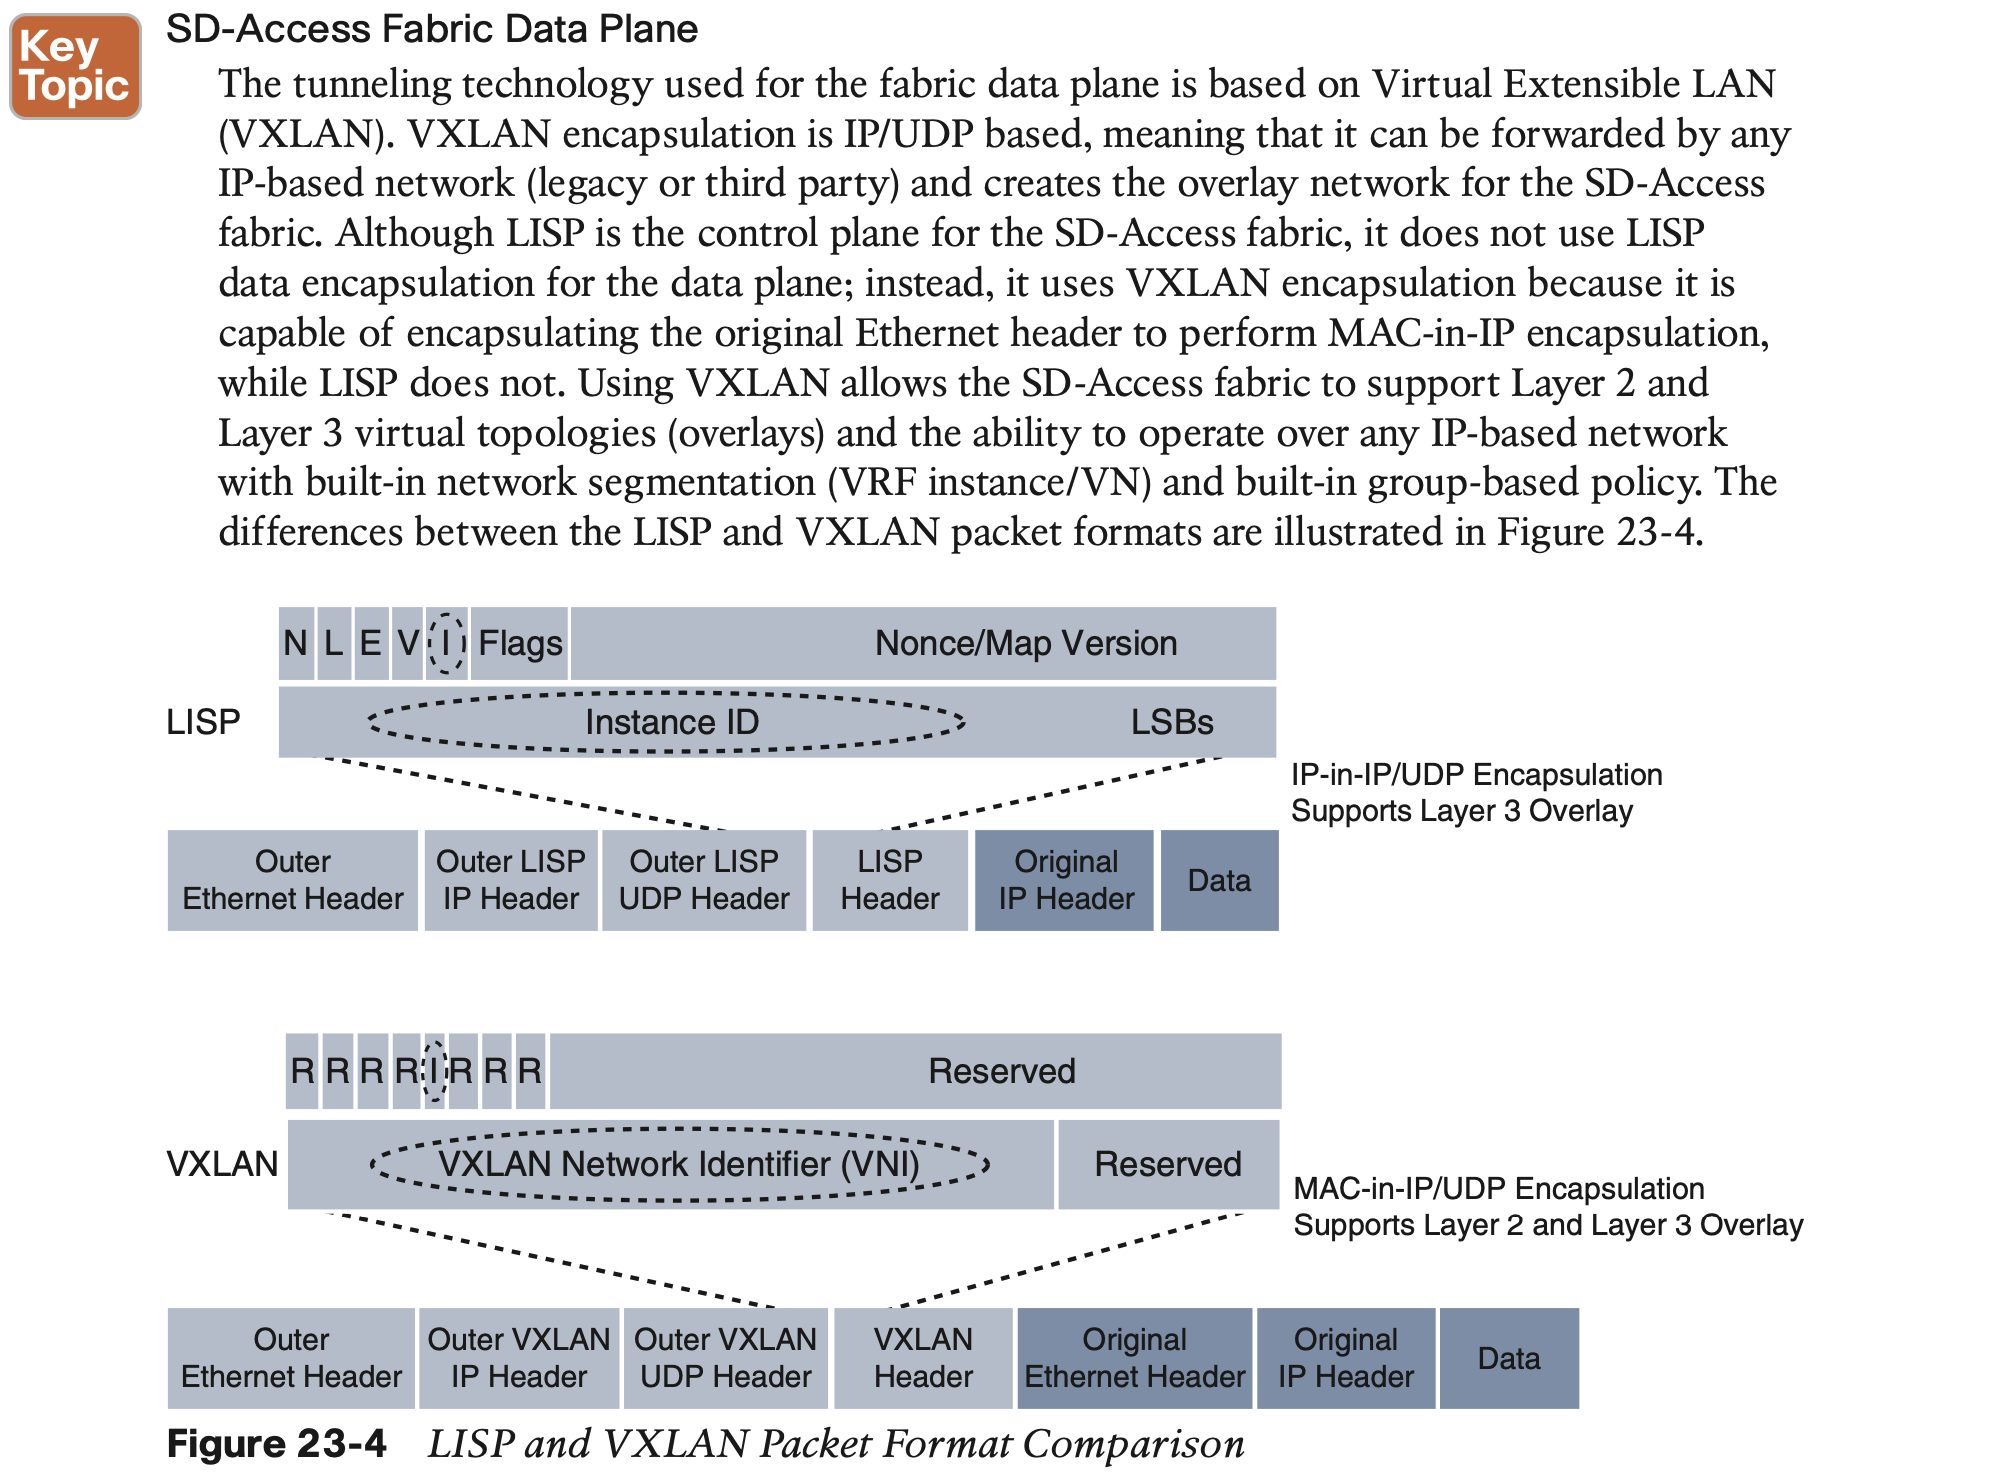 Key
Topic
SD-Access Fabric Data Plane
The tunneling technology used for the fabric data plane is based on Virtual Extensible LAN
(VXLAN). VXLAN encapsulation is IP/UDP based, meaning that it can be forwarded by any
IP-based network (legacy or third party) and creates the overlay network for the SD-Access
fabric. Although LISP is the control plane for the SD-Access fabric, it does not use LISP
data encapsulation for the data plane; instead, it uses VXLAN encapsulation because it is
capable of encapsulating the original Ethernet header to perform MAC-in-IP encapsulation,
while LISP does not. Using VXLAN allows the SD-Access fabric to support Layer 2 and
Layer 3 virtual topologies (overlays) and the ability to operate over any IP-based network
with built-in network segmentation (VRF instance/VN) and built-in group-based policy. The
differences between the LISP and VXLAN packet formats are illustrated in Figure 23-4.
N L E V I Flags Nonce/Map Version
LISP Instance ID LSBs
IP-in-IP/UDP Encapsulation
Supports Layer 3 Overlay
Outer
Ethernet Header
Outer LISP
IP Header
Outer LISP
UDP Header
LISP
Header
Original
IP Header
Data
R R R R I R R R Reserved
VXLAN VXLAN Network Identifier (VNI) Reserved
MAC-in-IP/UDP Encapsulation
Supports Layer 2 and Layer 3 Overlay
Outer
Ethernet Header
Outer VXLAN
IP Header
Outer VXLAN
UDP Header
VXLAN
Header
Original
Ethernet Header
Original
IP Header
Data
Figure 23-4 LISP and VXLAN Packet Format Comparison